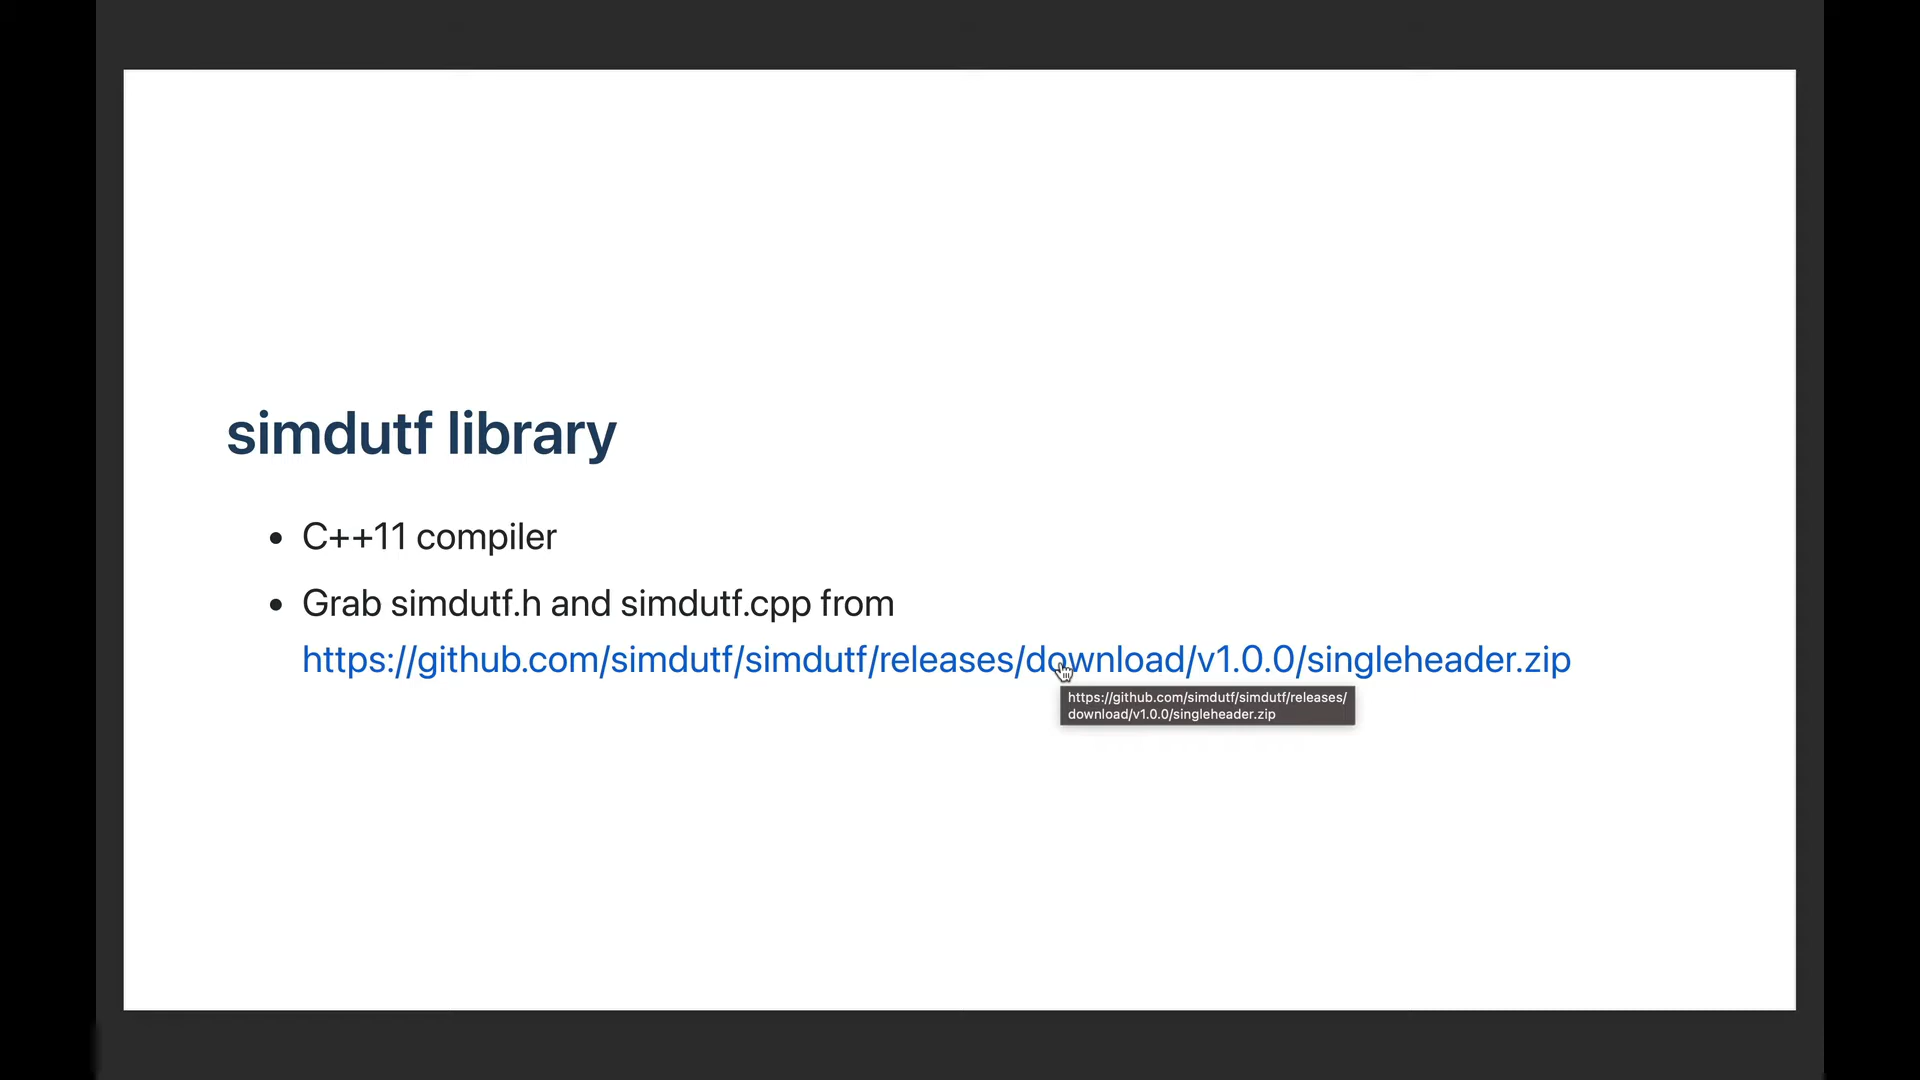 simdutf library
• C++11 compiler
• Grab simdutf.h and simdutf.cpp from
https://github.com/simdutf/simdutf/releases/download/v1.0.0/singleheader.zip
https://github.com/simdutf/simdutf/releases/
download/v1.0.0/singleheader.zip